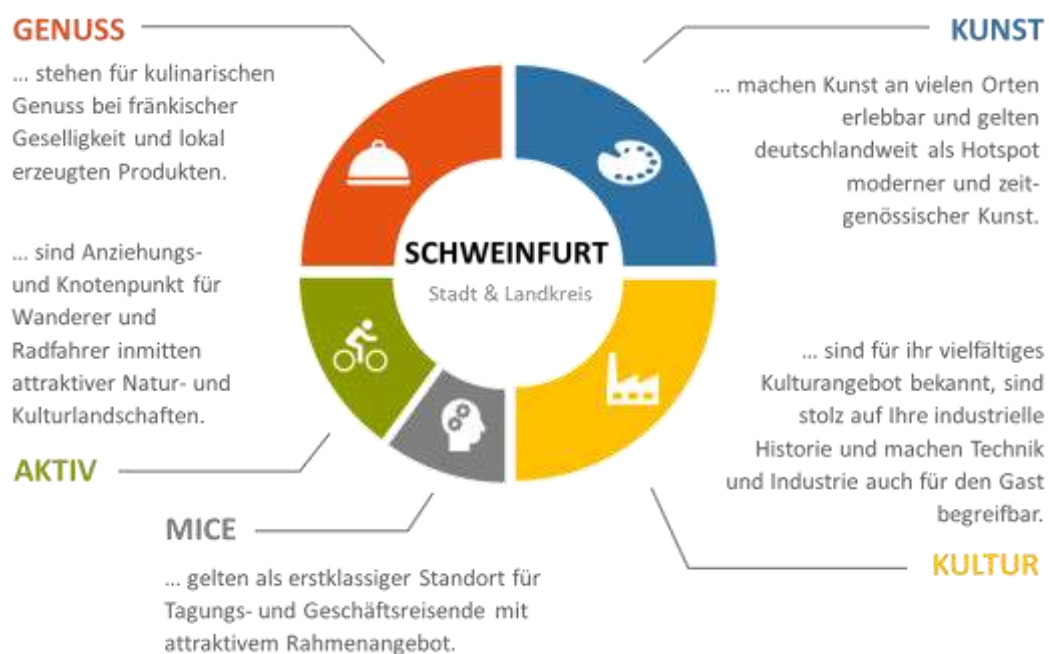 GENUSS
... stehen für kulinarischen
Genuss bei fränkischer
Geselligkeit und lokal
erzeugten Produkten.
KUNST
... machen Kunst an vielen Orten
erlebbar und gelten
deutschlandweit als Hotspot
moderner und zeit-
genössischer Kunst.
SCHWEINFURT
Stadt & Landkreis
... sind Anziehungs-
und Knotenpunkt für
Wanderer und
Radfahrer inmitten
attraktiver Natur- und
Kulturlandschaften.
AKTIV
... sind für ihr vielfältiges
Kulturangebot bekannt, sind
stolz auf Ihre industrielle
Historie und machen Technik
und Industrie auch für den Gast
begreifbar.
KULTUR
MICE
... gelten als erstklassiger Standort für
Tagungs- und Geschäftsreisende mit
attraktivem Rahmenangebot.